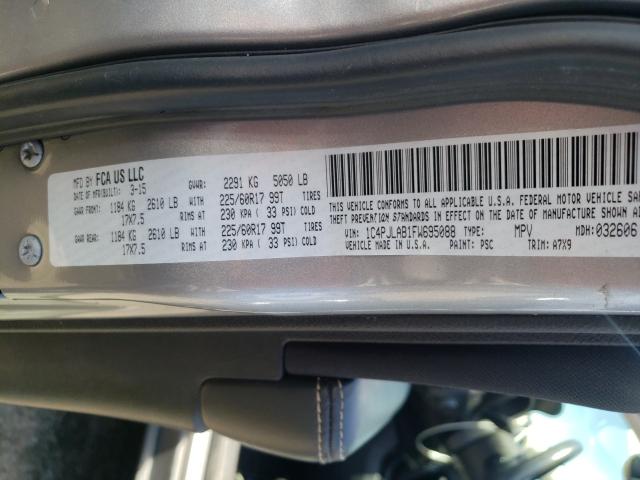 MFD BY FCA US LLC
DATE OF MFR(BUILT): 3-15
GVWR: 2291 KG 5050 LB
GAWR FRONT: 1184 KG 2610 LB WITH 225/60R17 99T TIRES
17X7.5 RIMS AT 230 KPA ( 33 PSI) COLD
GAWR REAR: 1184 KG 2610 LB WITH 225/60R17 99T TIRES
17X7.5 RIMS AT 230 KPA ( 33 PSI) COLD
THIS VEHICLE CONFORMS TO ALL APPLICABLE U.S.A. FEDERAL MOTOR VEHICLE
THEFT PREVENTION STANDARDS IN EFFECT ON THE DATE OF MANUFACTURE
VIN: 1C4PJLAB1FW695088 TYPE: MPV MDH: 032606
VEHICLE MADE IN U.S.A. PAINT: PSC TRIM: A7X9